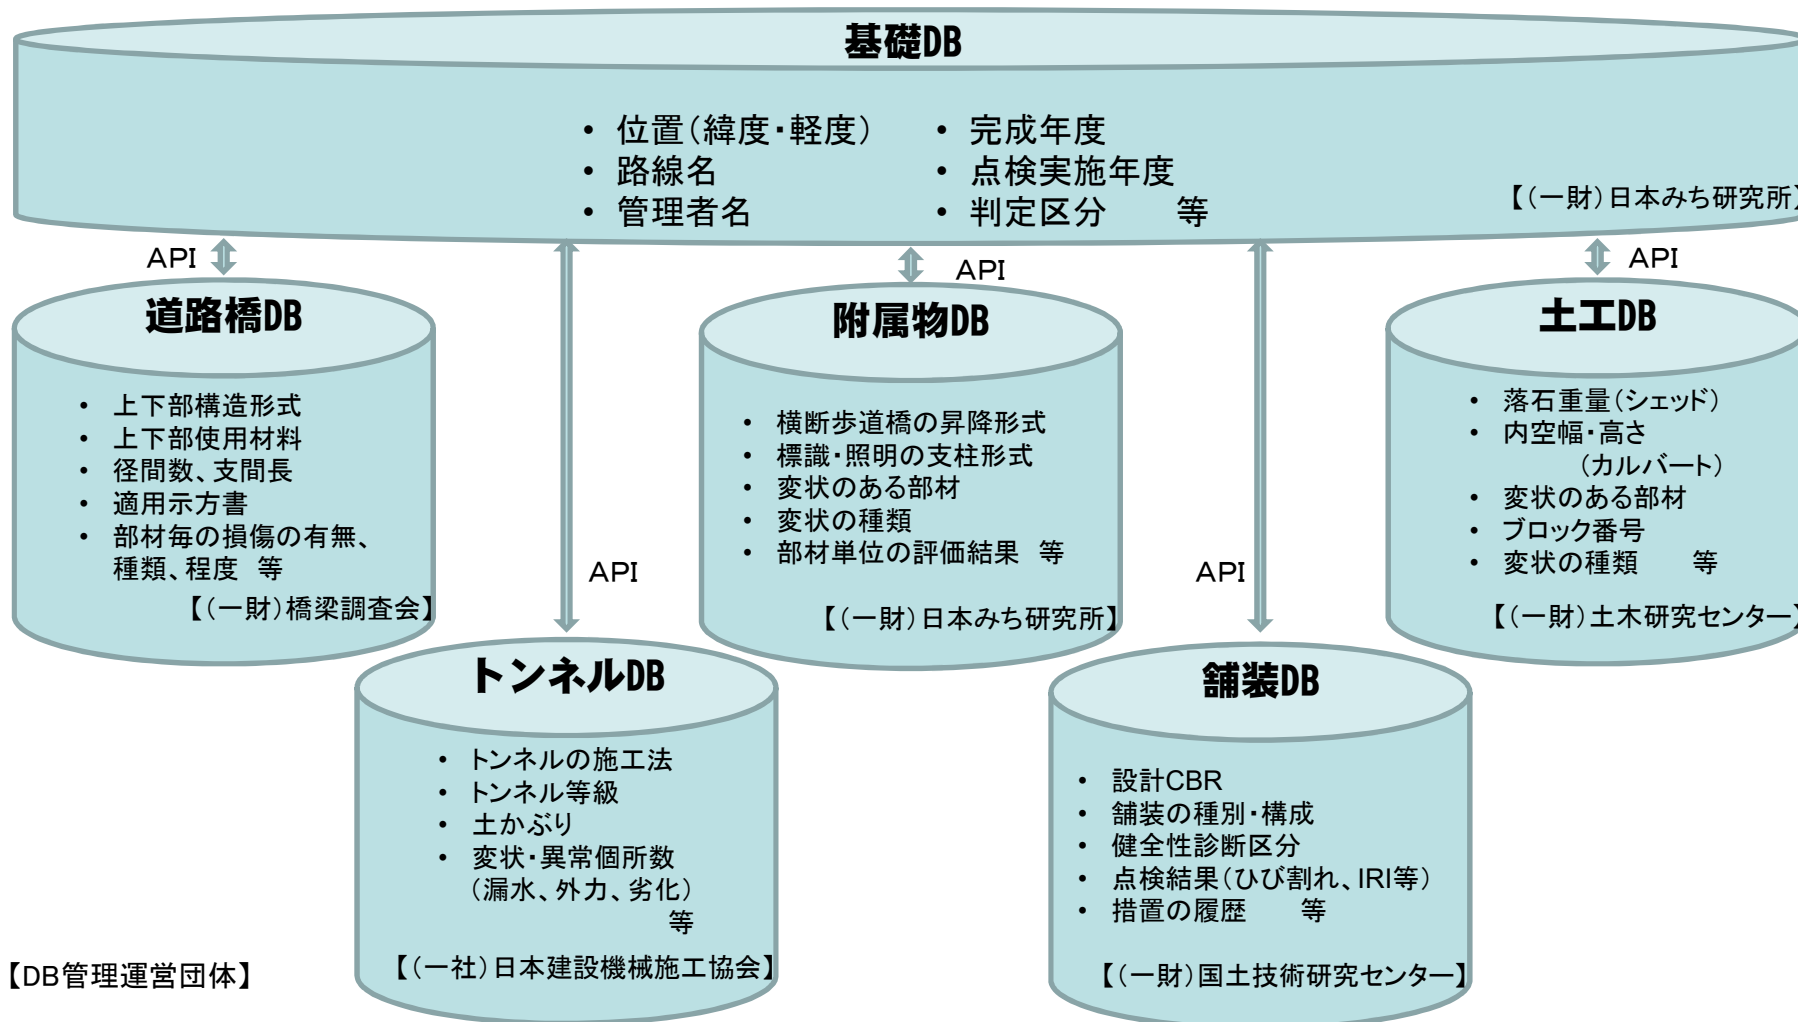 基礎DB
• 位置(緯度・軽度)
• 路線名
• 管理者名
• 完成年度
• 点検実施年度
• 判定区分　等
【(一財)日本みち研究所】
API
API
API
API
API
道路橋DB
• 上下部構造形式
• 上下部使用材料
• 径間数、支間長
• 適用示方書
• 部材毎の損傷の有無、
種類、程度　等
【(一財)橋梁調査会】
附属物DB
• 横断歩道橋の昇降形式
• 標識・照明の支柱形式
• 変状のある部材
• 変状の種類
• 部材単位の評価結果　等
【(一財)日本みち研究所】
土工DB
• 落石重量(シェッド)
• 内空幅・高さ
(カルバート)
• 変状のある部材
• ブロック番号
• 変状の種類　等
【(一財)土木研究センター】
トンネルDB
• トンネルの施工法
• トンネル等級
• 土かぶり
• 変状・異常個所数
(漏水、外力、劣化)
等
【(一社)日本建設機械施工協会】
舗装DB
• 設計CBR
• 舗装の種別・構成
• 健全性診断区分
• 点検結果(ひび割れ、IRI等)
• 措置の履歴　等
【(一財)国土技術研究センター】
【DB管理運営団体】